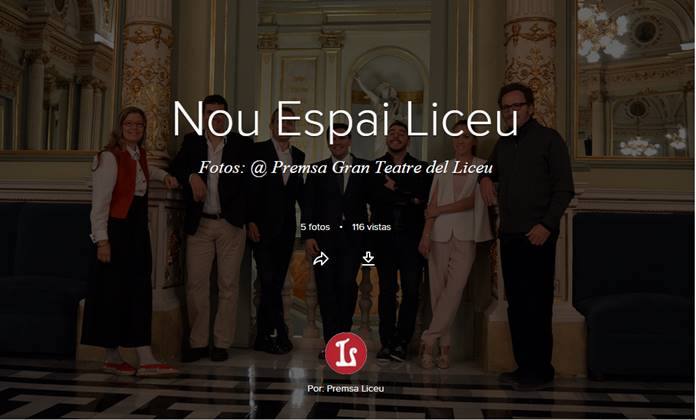 Nou Espai Liceu
Fotos: @ Premsa Gran Teatre del Liceu
5 fotos • 116 vistas
Ls
Por: Premsa Liceu